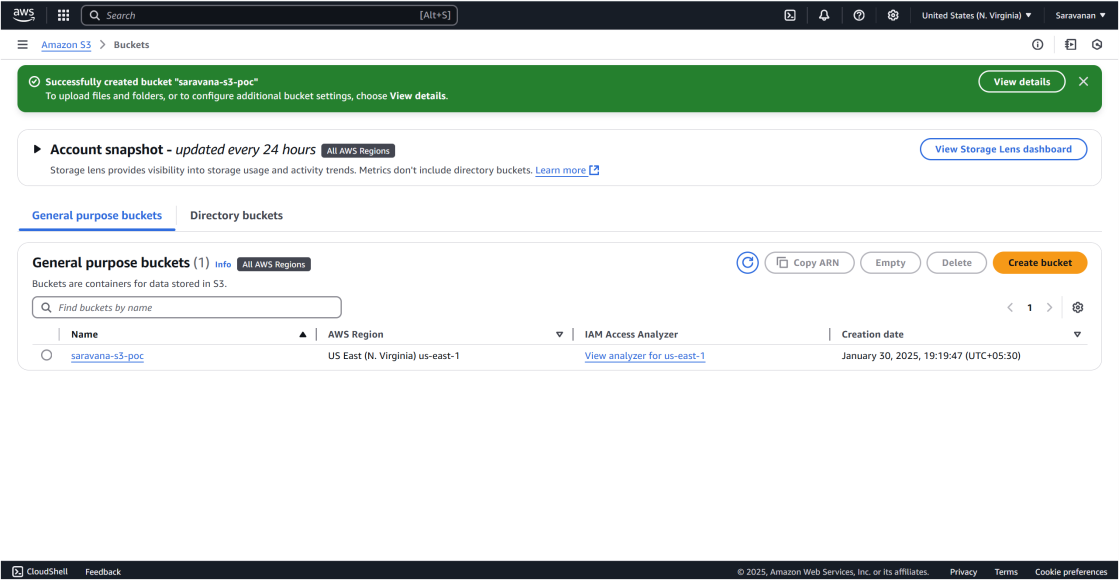 aws Search [Alt+S] United States (N. Virginia) Saravanan
Amazon S3 > Buckets
Successfully created bucket "saravana-s3-poc"
To upload files and folders, or to configure additional bucket settings, choose View details.
View details
Account snapshot - updated every 24 hours All AWS Regions
View Storage Lens dashboard
Storage lens provides visibility into storage usage and activity trends. Metrics don't include directory buckets. Learn more
General purpose buckets Directory buckets
General purpose buckets (1) Info All AWS Regions
Copy ARN Empty Delete Create bucket
Buckets are containers for data stored in S3.
Find buckets by name
1
Name AWS Region IAM Access Analyzer Creation date
saravana-s3-poc US East (N. Virginia) us-east-1 View analyzer for us-east-1 January 30, 2025, 19:19:47 (UTC+05:30)
CloudShell Feedback © 2025, Amazon Web Services, Inc. or its affiliates. Privacy Terms Cookie preferences